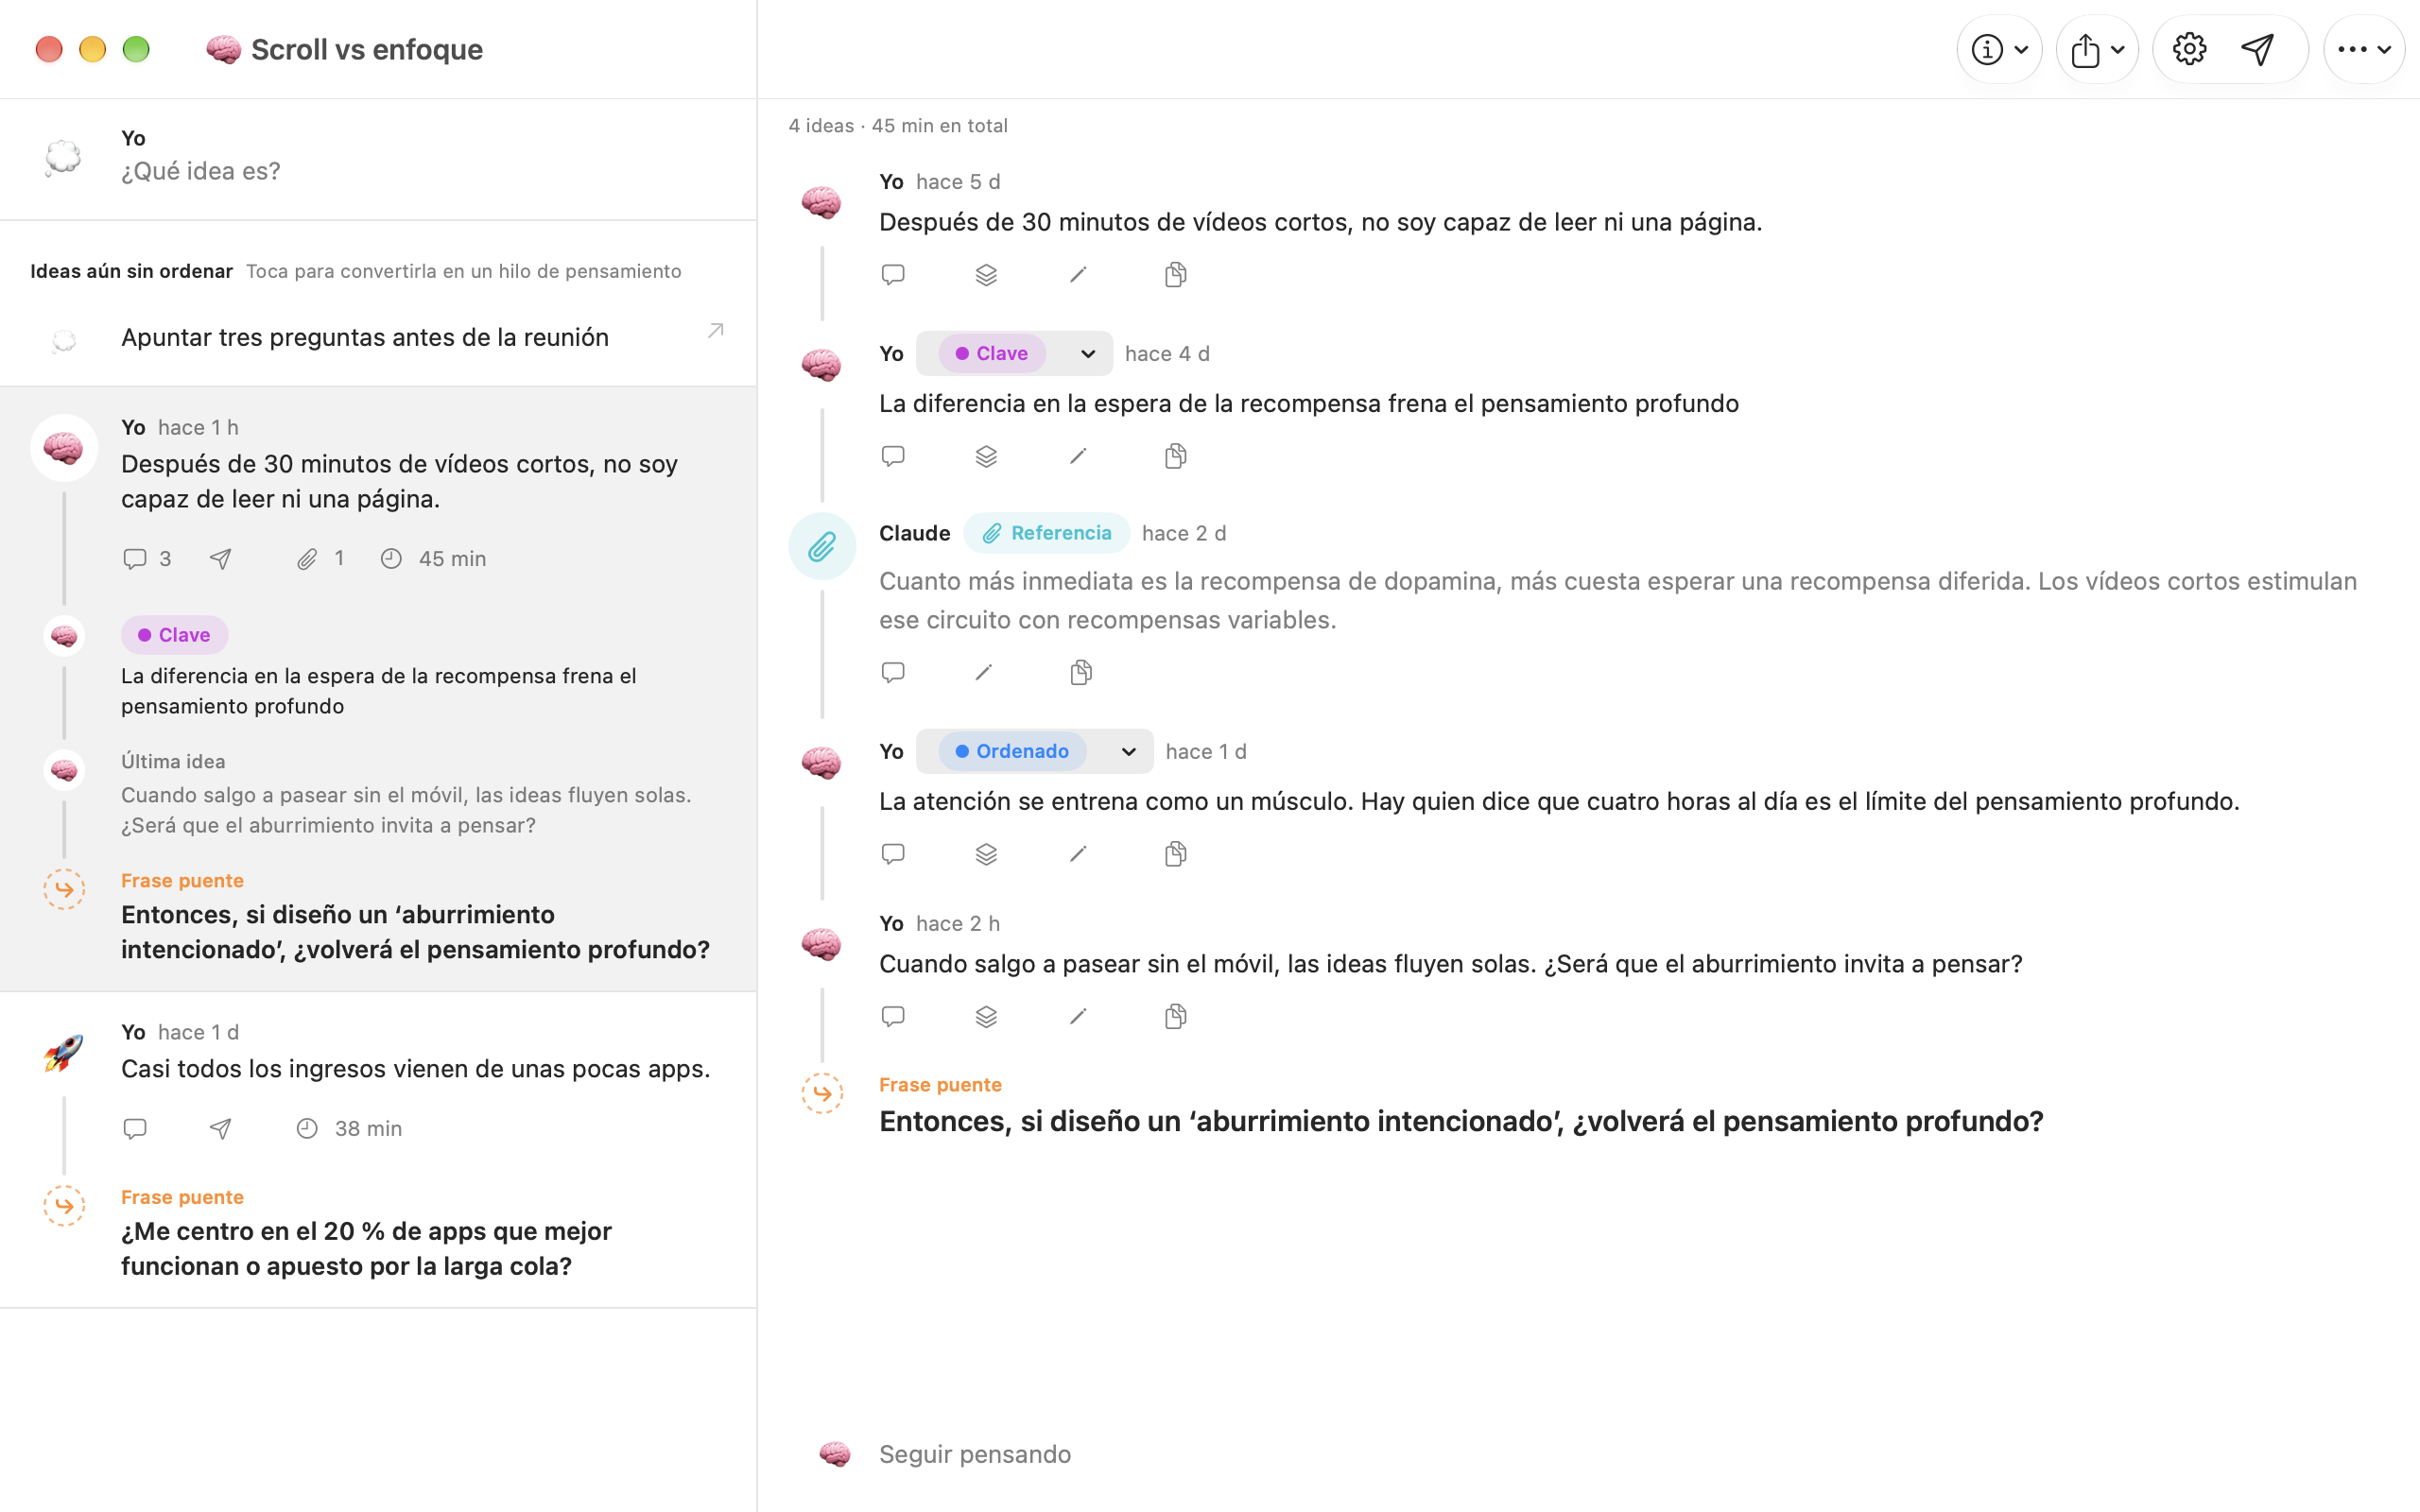 Scroll vs enfoque
Yo
¿Qué idea es?
Ideas aún sin ordenar Toca para convertirla en un hilo de pensamiento
Apuntar tres preguntas antes de la reunión
Yo hace 1 h
Después de 30 minutos de vídeos cortos, no soy
capaz de leer ni una página.
3 1 45 min
Clave
La diferencia en la espera de la recompensa frena el
pensamiento profundo
Última idea
Cuando salgo a pasear sin el móvil, las ideas fluyen solas.
¿Será que el aburrimiento invita a pensar?
Frase puente
Entonces, si diseño un ‘aburrimiento
intencionado’, ¿volverá el pensamiento profundo?
Yo hace 1 d
Casi todos los ingresos vienen de unas pocas apps.
38 min
Frase puente
¿Me centro en el 20 % de apps que mejor
funcionan o apuesto por la larga cola?
4 ideas · 45 min en total
Yo hace 5 d
Después de 30 minutos de vídeos cortos, no soy capaz de leer ni una página.
Yo Clave hace 4 d
La diferencia en la espera de la recompensa frena el pensamiento profundo
Claude Referencia hace 2 d
Cuanto más inmediata es la recompensa de dopamina, más cuesta esperar una recompensa diferida. Los vídeos cortos estimulan
ese circuito con recompensas variables.
Yo Ordenado hace 1 d
La atención se entrena como un músculo. Hay quien dice que cuatro horas al día es el límite del pensamiento profundo.
Yo hace 2 h
Cuando salgo a pasear sin el móvil, las ideas fluyen solas. ¿Será que el aburrimiento invita a pensar?
Frase puente
Entonces, si diseño un ‘aburrimiento intencionado’, ¿volverá el pensamiento profundo?
Seguir pensando